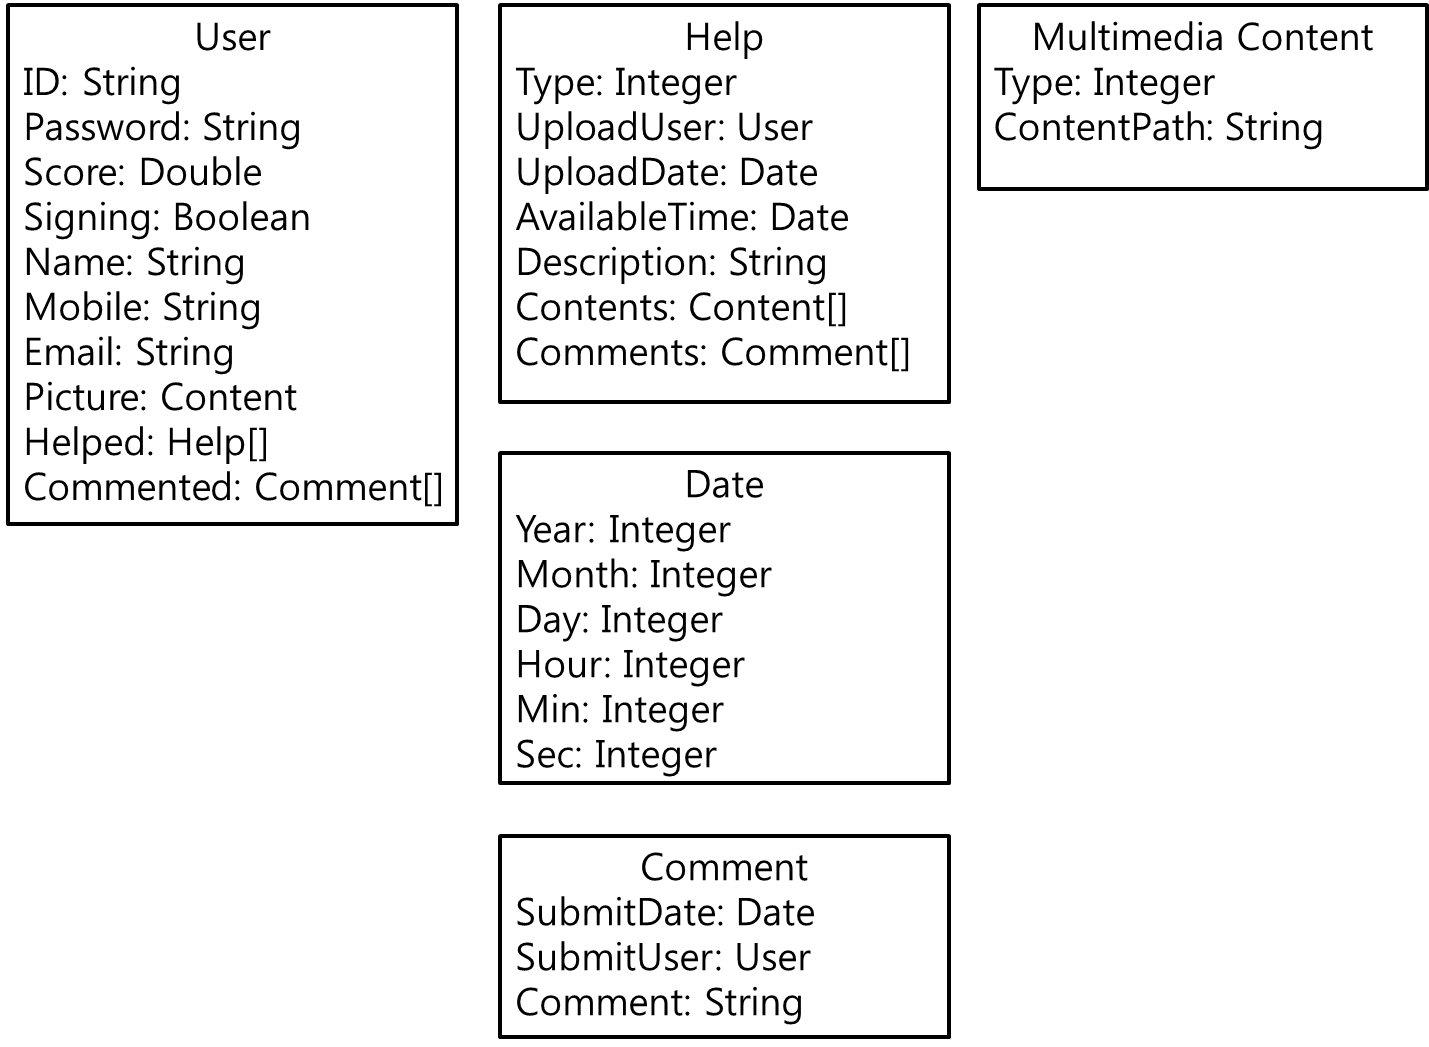 User
ID: String
Password: String
Score: Double
Signing: Boolean
Name: String
Mobile: String
Email: String
Picture: Content
Helped: Help[]
Commented: Comment[]
Help
Type: Integer
UploadUser: User
UploadDate: Date
AvailableTime: Date
Description: String
Contents: Content[]
Comments: Comment[]
Date
Year: Integer
Month: Integer
Day: Integer
Hour: Integer
Min: Integer
Sec: Integer
Comment
SubmitDate: Date
SubmitUser: User
Comment: String
Multimedia Content
Type: Integer
ContentPath: String